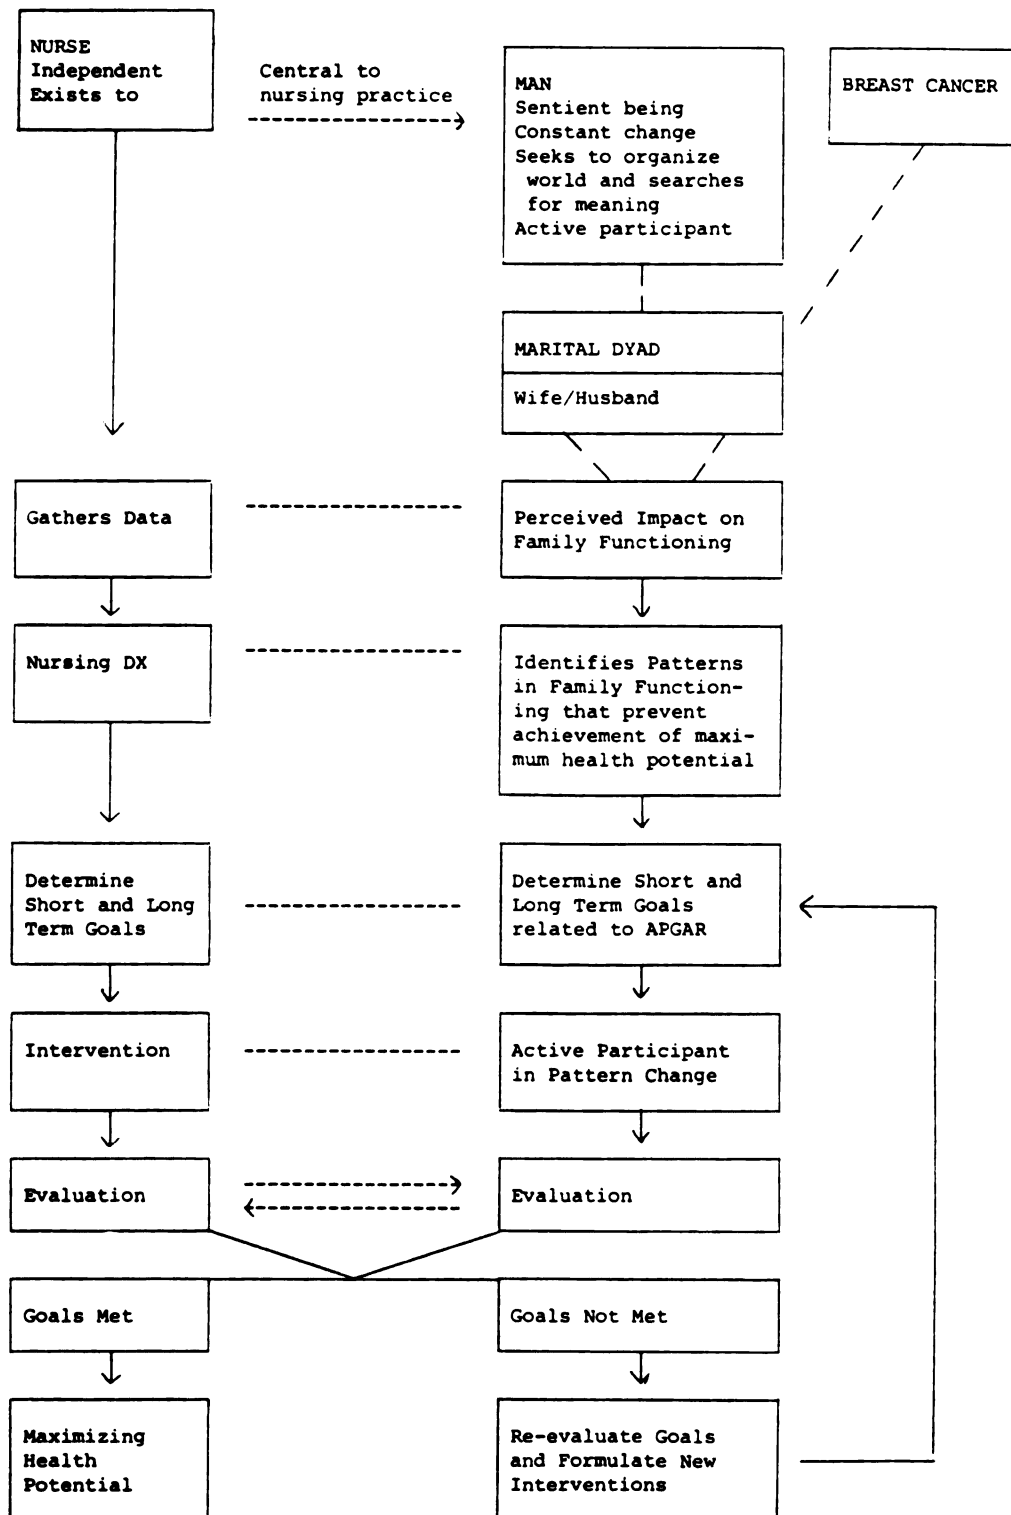 NURSE
Independent
Exists to
Central to
nursing practice
MAN
Sentient being
Constant change
Seeks to organize
world and searches
for meaning
Active participant
BREAST CANCER
MARITAL DYAD
Wife/Husband
Gathers Data
Perceived Impact on
Family Functioning
Nursing DX
Identifies Patterns
in Family Function-
ing that prevent
achievement of maxi-
mum health potential
Determine
Short and Long
Term Goals
Determine Short and
Long Term Goals
related to APGAR
Intervention
Active Participant
in Pattern Change
Evaluation
Evaluation
Goals Met
Goals Not Met
Maximizing
Health
Potential
Re-evaluate Goals
and Formulate New
Interventions